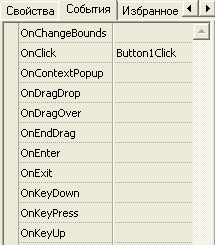 Свойства События Избранное
OnChangeBounds
OnClick Button1Click
OnContextPopup
OnDragDrop
OnDragOver
OnEndDrag
OnEnter
OnExit
OnKeyDown
OnKeyPress
OnKeyUp